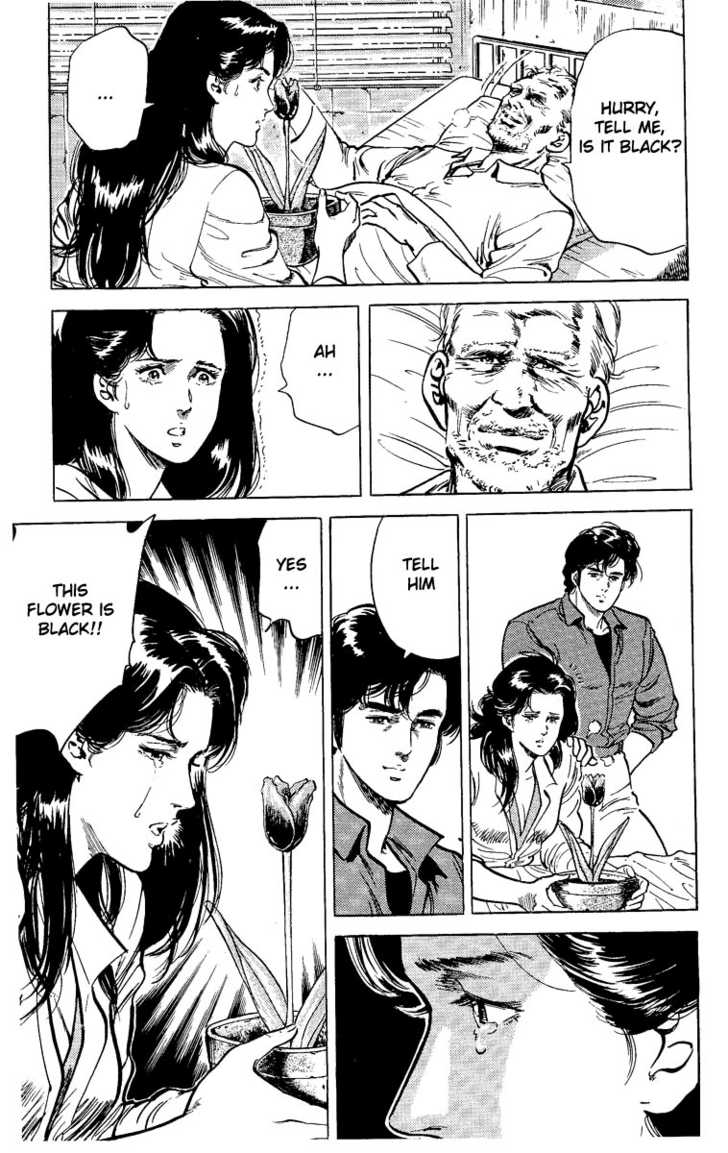 HURRY,
TELL ME,
IS IT BLACK?
...
AH
...
TELL
HIM
YES
...
THIS
FLOWER IS
BLACK!!